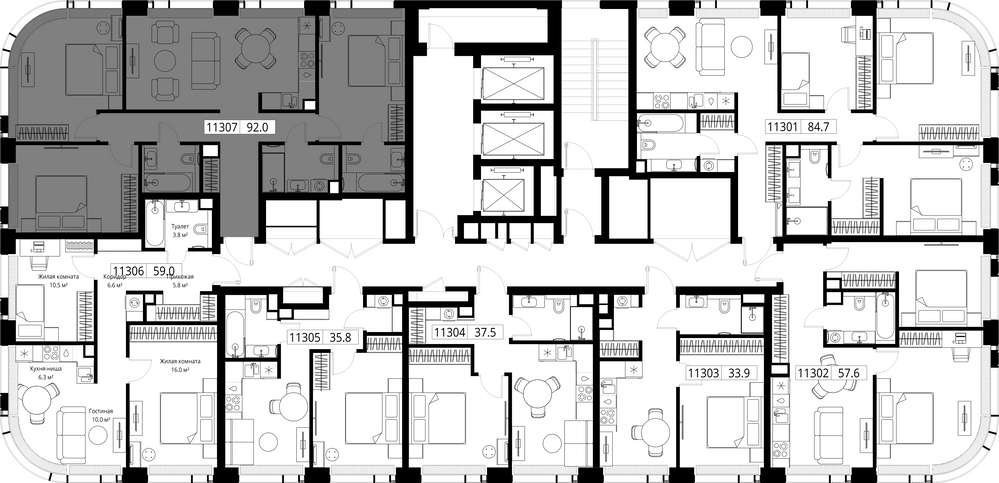 11307 92.0
11301 84.7
Туалет
3.8 м²
11306 59.0
Жилая комната
10.5 м²
Коридор
6.6 м²
Прихожая
5.8 м²
11305 35.8
11304 37.5
Жилая комната
16.0 м²
Кухня-ниша
6.3 м²
11303 33.9
11302 57.6
Гостиная
10.0 м²